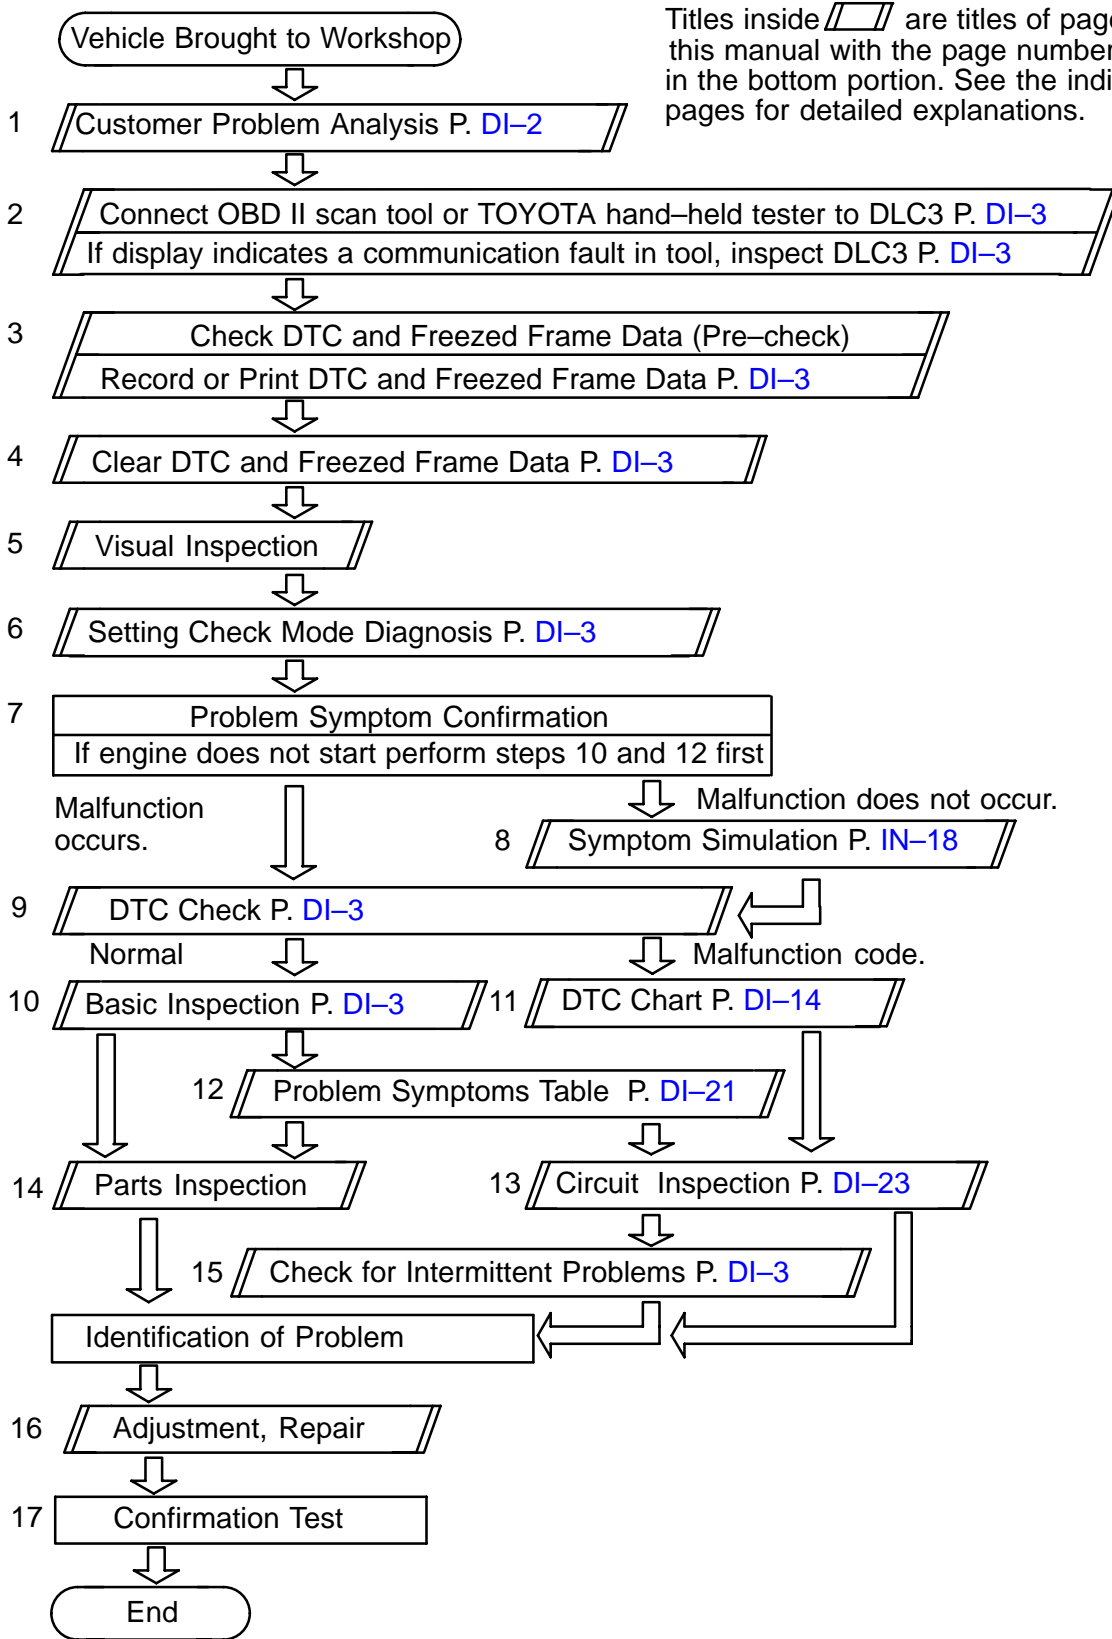 Vehicle Brought to Workshop
Titles inside are titles of page
this manual with the page number
in the bottom portion. See the indi
pages for detailed explanations.
1 Customer Problem Analysis P. DI–2
2 Connect OBD II scan tool or TOYOTA hand–held tester to DLC3 P. DI–3
If display indicates a communication fault in tool, inspect DLC3 P. DI–3
3 Check DTC and Freezed Frame Data (Pre–check)
Record or Print DTC and Freezed Frame Data P. DI–3
4 Clear DTC and Freezed Frame Data P. DI–3
5 Visual Inspection
6 Setting Check Mode Diagnosis P. DI–3
7 Problem Symptom Confirmation
If engine does not start perform steps 10 and 12 first
Malfunction
occurs.
Malfunction does not occur.
8 Symptom Simulation P. IN–18
9 DTC Check P. DI–3
Normal
Malfunction code.
10 Basic Inspection P. DI–3
11 DTC Chart P. DI–14
12 Problem Symptoms Table P. DI–21
14 Parts Inspection
13 Circuit Inspection P. DI–23
15 Check for Intermittent Problems P. DI–3
Identification of Problem
16 Adjustment, Repair
17 Confirmation Test
End